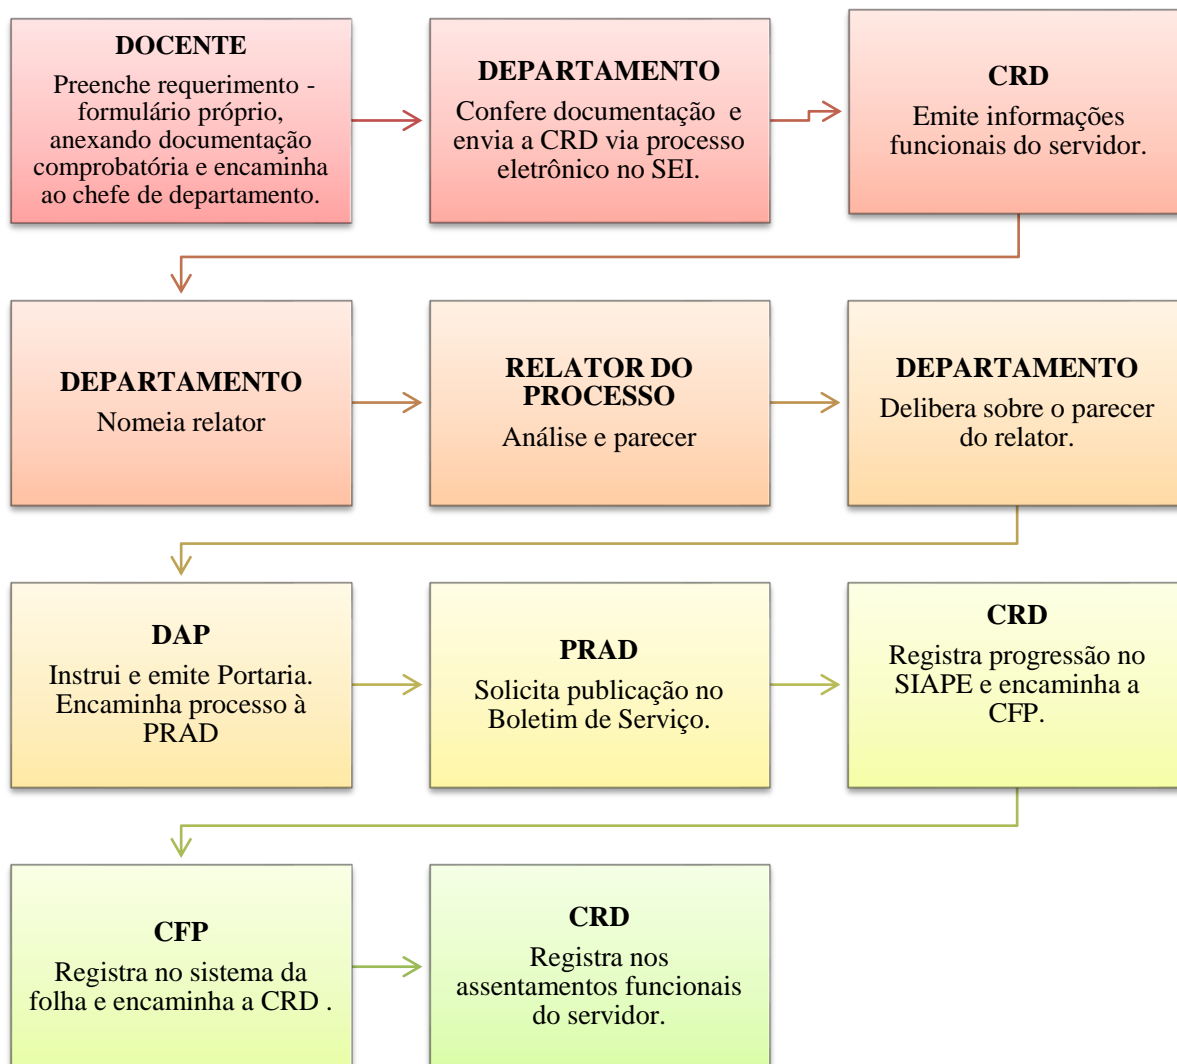 DOCENTE
Preenche requerimento -
formulário próprio,
anexando documentação
comprobatória e encaminha
ao chefe de departamento.
DEPARTAMENTO
Confere documentação e
envia a CRD via processo
eletrônico no SEI.
CRD
Emite informações
funcionais do servidor.
DEPARTAMENTO
Nomeia relator
RELATOR DO
PROCESSO
Análise e parecer
DEPARTAMENTO
Delibera sobre o parecer
do relator.
DAP
Instrui e emite Portaria.
Encaminha processo à
PRAD
PRAD
Solicita publicação no
Boletim de Serviço.
CRD
Registra progressão no
SIAPE e encaminha a
CFP.
CFP
Registra no sistema da
folha e encaminha a CRD .
CRD
Registra nos
assentamentos funcionais
do servidor.